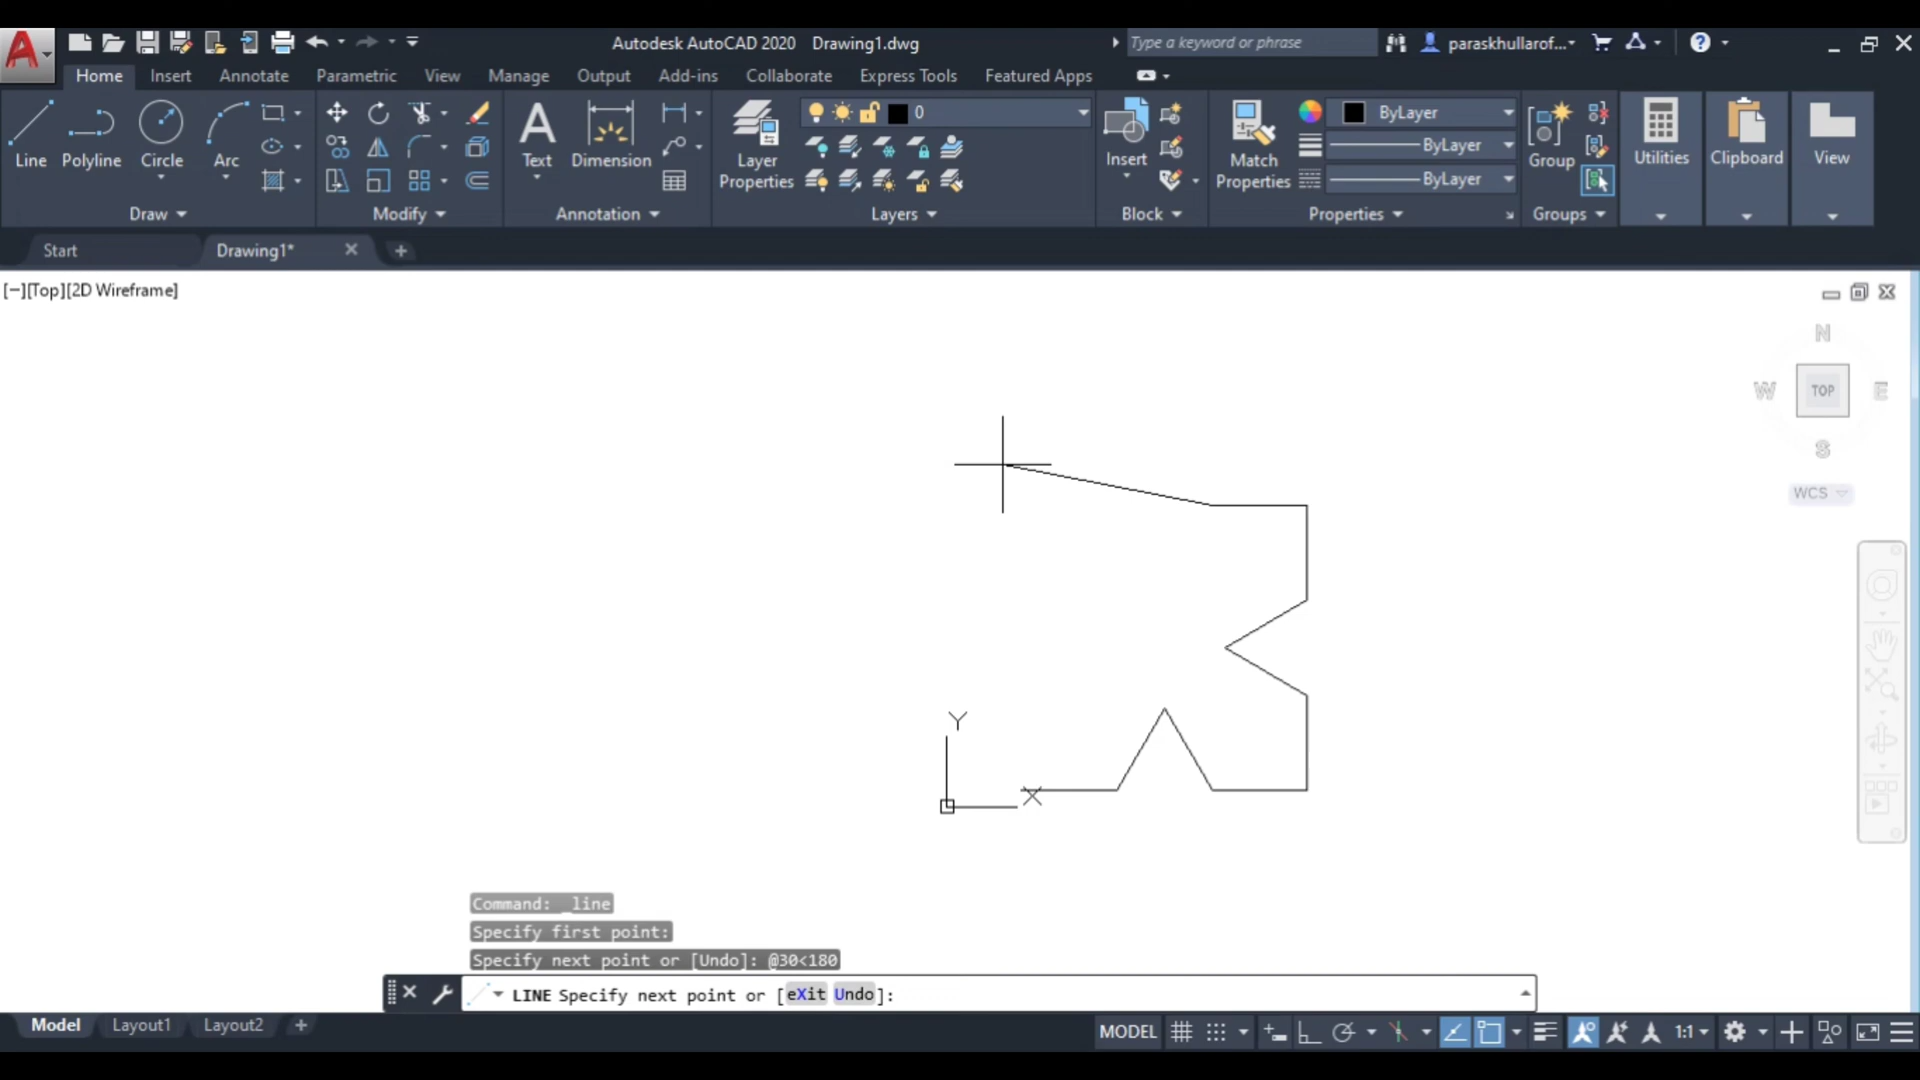 Autodesk AutoCAD 2020 Drawing1.dwg
Type a keyword or phrase
paraskhullarof...
Home Insert Annotate Parametric View Manage Output Add-ins Collaborate Express Tools Featured Apps
Line Polyline Circle Arc
Text Dimension
Layer Properties
0
Insert
Match Properties
ByLayer
ByLayer
ByLayer
Group
Utilities Clipboard View
Draw Modify Annotation Layers Block Properties Groups
Start Drawing1*
[−][Top][2D Wireframe]
N
W TOP E
S
WCS
Y
X
Command: _line
Specify first point:
Specify next point or [Undo]: @30<180
LINE Specify next point or [eXit Undo]:
Model Layout1 Layout2
MODEL 1:1